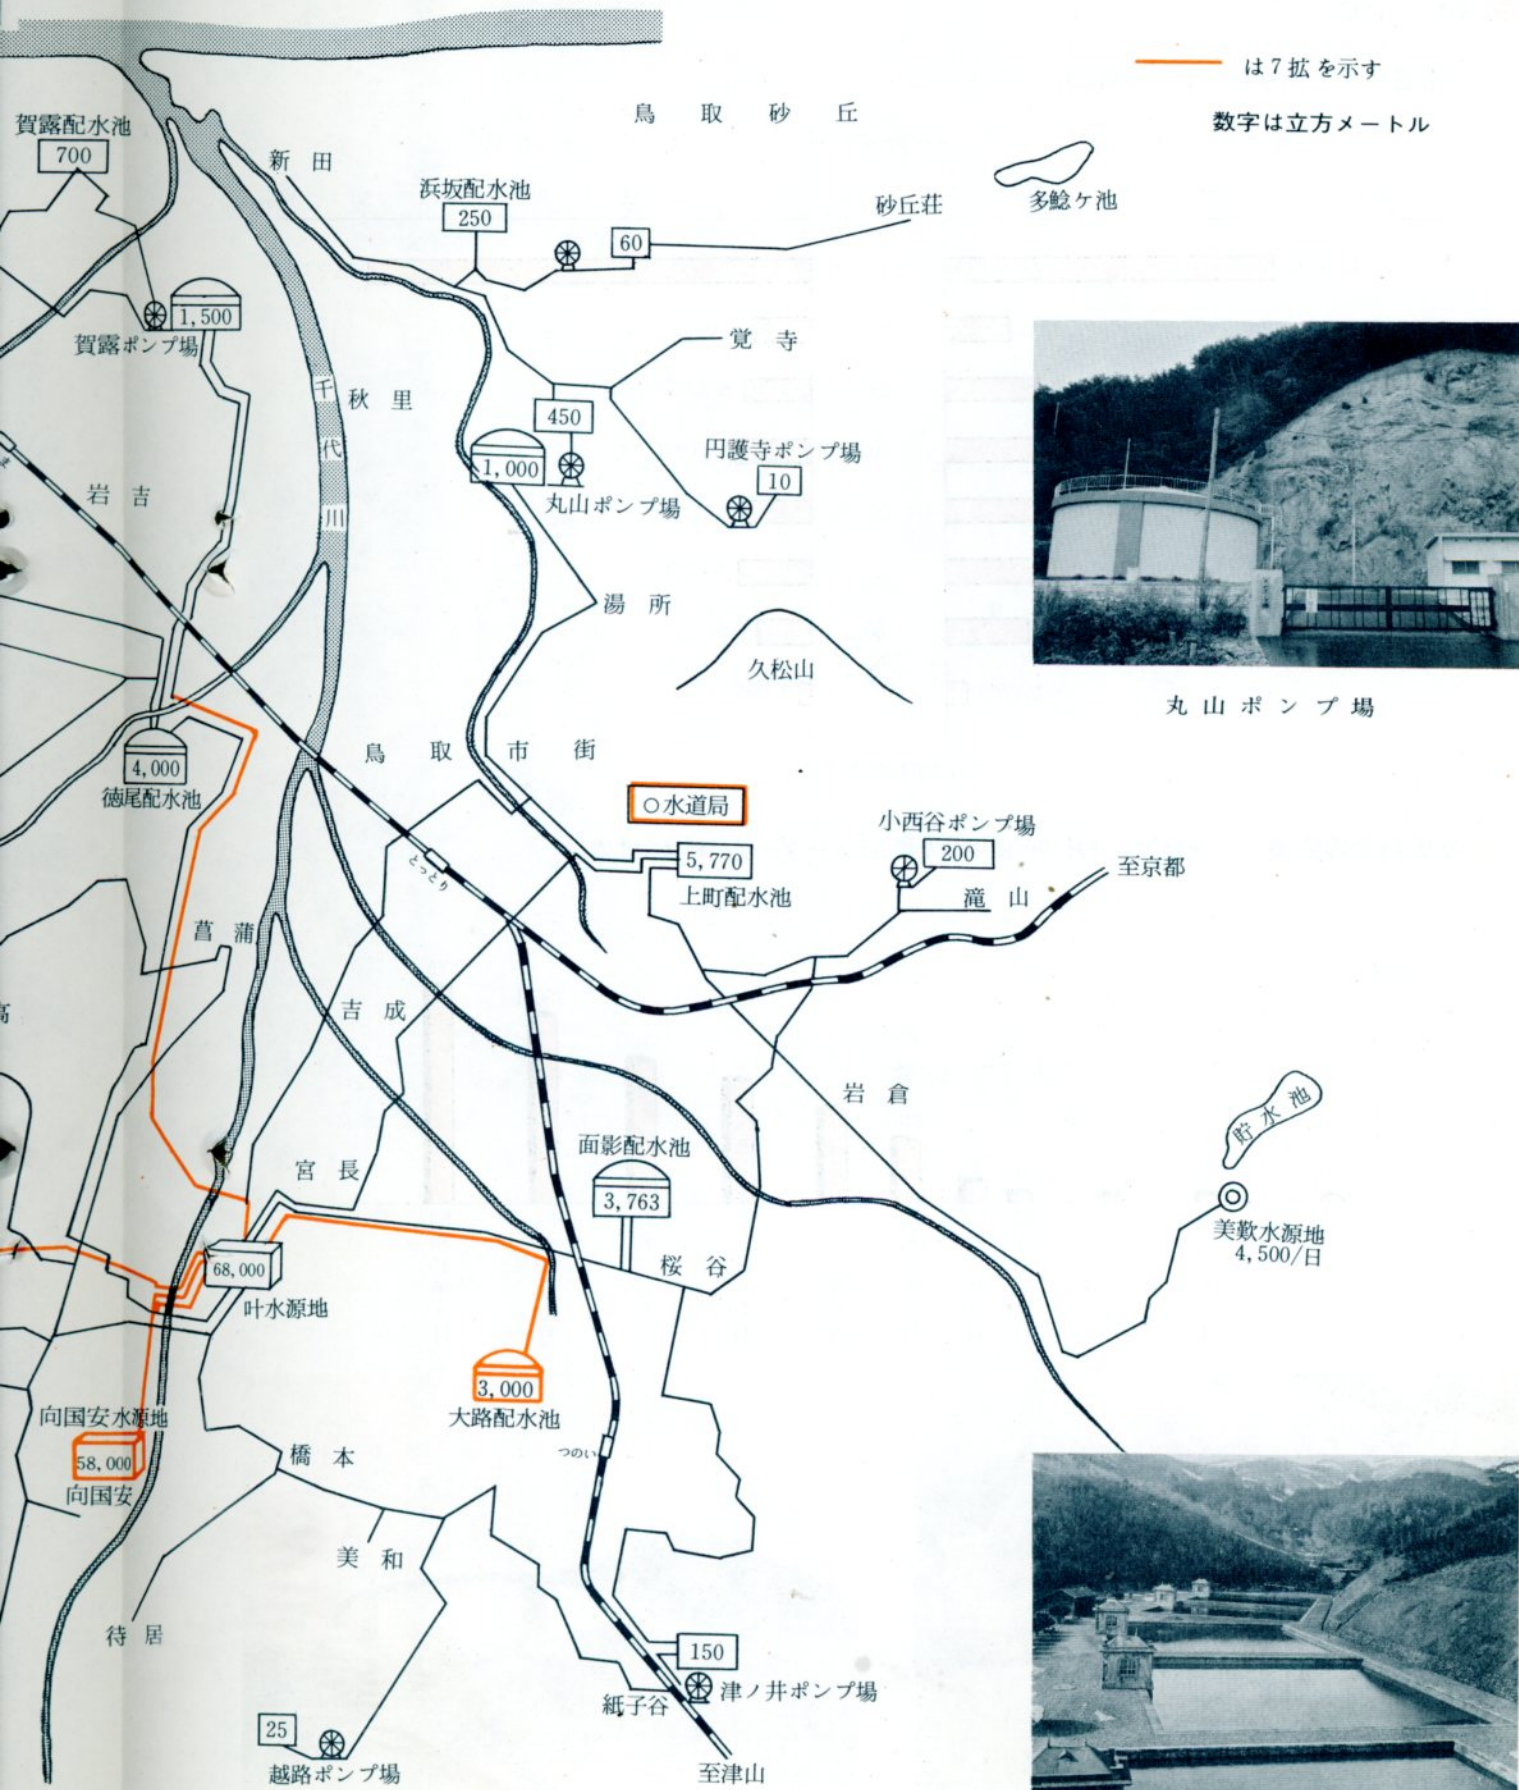 は7拡を示す
数字は立方メートル
鳥取砂丘
賀露配水池
700
新田
浜坂配水池
250
60
砂丘荘
多鯰ケ池
1,500
賀露ポンプ場
覚寺
千代川
秋里
450
1,000
丸山ポンプ場
円護寺ポンプ場
10
岩吉
湯所
久松山
丸山ポンプ場
鳥取市街
4,000
徳尾配水池
○水道局
とっとり
5,770
上町配水池
小西谷ポンプ場
200
滝山
至京都
菖蒲
吉成
岩倉
貯水池
宮長
面影配水池
3,763
桜谷
美歎水源地
4,500/日
68,000
叶水源地
3,000
大路配水池
向国安水源地
58,000
向国安
橋本
つのい
美和
待居
150
津ノ井ポンプ場
紙子谷
25
越路ポンプ場
至津山